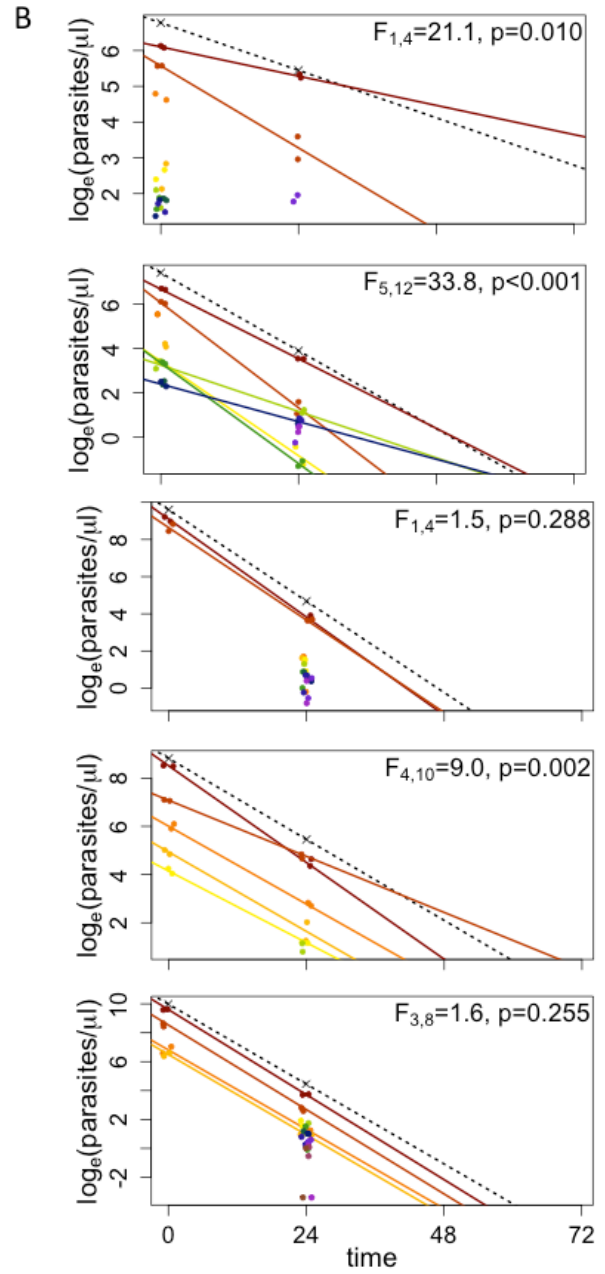 B
F1,4=21.1, p=0.010
loge(parasites/μl)
6
5
4
3
2
F5,12=33.8, p<0.001
loge(parasites/μl)
6
4
2
0
F1,4=1.5, p=0.288
loge(parasites/μl)
8
6
4
2
0
F4,10=9.0, p=0.002
loge(parasites/μl)
8
6
4
2
F3,8=1.6, p=0.255
loge(parasites/μl)
10
6
2
-2
0 24 48 72
time